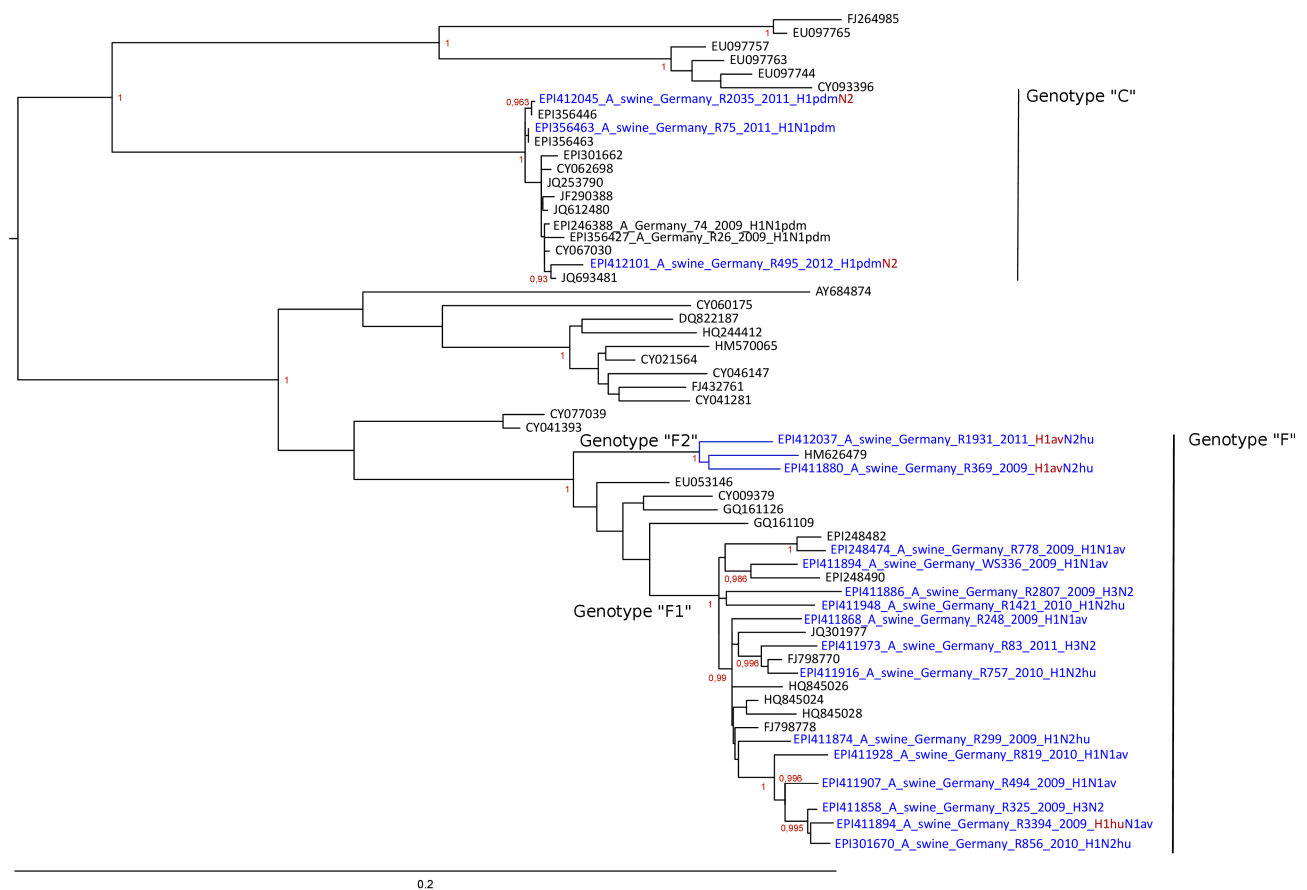 FJ264985
1 EU097765
1 EU097757
1 EU097763
EU097744
CY093396
1
0,963 EPI412045_A_swine_Germany_R2035_2011_H1pdmN2
Genotype "C"
EPI356446
EPI356463_A_swine_Germany_R75_2011_H1N1pdm
EPI356463
1 EPI301662
CY062698
JQ253790
JF290388
JQ612480
EPI246388_A_Germany_74_2009_H1N1pdm
EPI356427_A_Germany_R26_2009_H1N1pdm
CY067030
EPI412101_A_swine_Germany_R495_2012_H1pdmN2
0,93 JQ693481
AY684874
CY060175
DQ822187
HQ244412
HM570065
1 CY021564
CY046147
1
FJ432761
CY041281
CY077039
CY041393
Genotype "F2"
EPI412037_A_swine_Germany_R1931_2011_H1avN2hu
Genotype "F"
1 HM626479
EPI411880_A_swine_Germany_R369_2009_H1avN2hu
EU053146
1
CY009379
GQ161126
GQ161109
EPI248482
1 EPI248474_A_swine_Germany_R778_2009_H1N1av
EPI411894_A_swine_Germany_WS336_2009_H1N1av
0,986 EPI248490
EPI411886_A_swine_Germany_R2807_2009_H3N2
Genotype "F1"
1 EPI411948_A_swine_Germany_R1421_2010_H1N2hu
EPI411868_A_swine_Germany_R248_2009_H1N1av
JQ301977
EPI411973_A_swine_Germany_R83_2011_H3N2
0,996 FJ798770
EPI411916_A_swine_Germany_R757_2010_H1N2hu
0,99
HQ845026
HQ845024
HQ845028
FJ798778
EPI411874_A_swine_Germany_R299_2009_H1N2hu
EPI411928_A_swine_Germany_R819_2010_H1N1av
0,996
1 EPI411907_A_swine_Germany_R494_2009_H1N1av
EPI411858_A_swine_Germany_R325_2009_H3N2
0,995 EPI411894_A_swine_Germany_R3394_2009_H1huN1av
EPI301670_A_swine_Germany_R856_2010_H1N2hu
0.2